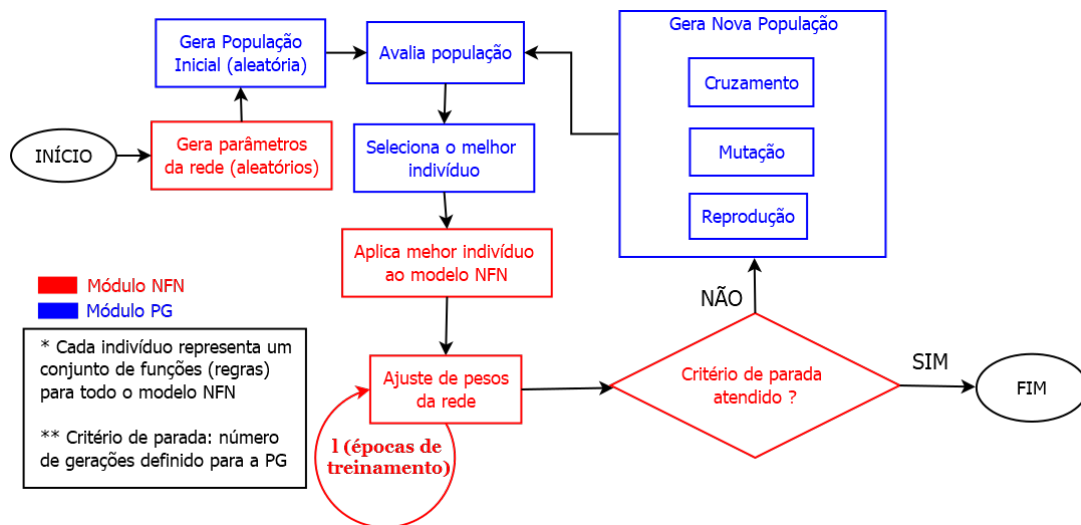 Gera População
Inicial (aleatória)
Avalia população
Gera Nova População
Cruzamento
Mutação
Reprodução
INÍCIO
Gera parâmetros
da rede (aleatórios)
Seleciona o melhor
indivíduo
Aplica mehor indivíduo
ao modelo NFN
Módulo NFN
Módulo PG
* Cada indivíduo representa um
conjunto de funções (regras)
para todo o modelo NFN
** Critério de parada: número
de gerações definido para a PG
Ajuste de pesos
da rede
l (épocas de
treinamento)
Critério de parada
atendido ?
NÃO
SIM
FIM